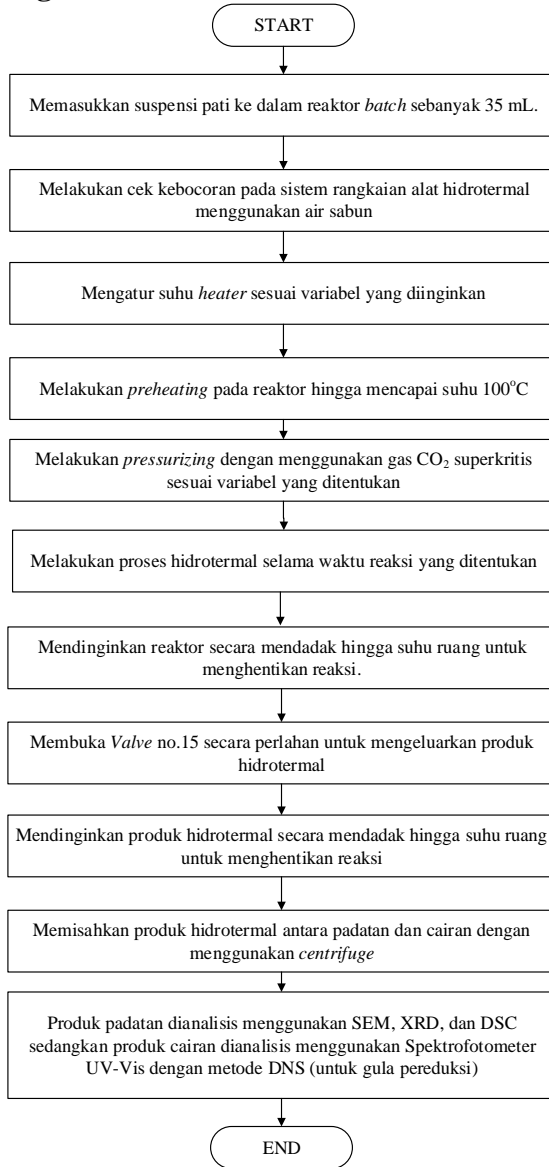 START
Memasukkan suspensi pati ke dalam reaktor batch sebanyak 35 mL.
Melakukan cek kebocoran pada sistem rangkaian alat hidrotermal
menggunakan air sabun
Mengatur suhu heater sesuai variabel yang diinginkan
Melakukan preheating pada reaktor hingga mencapai suhu 100°C
Melakukan pressurizing dengan menggunakan gas CO₂ superkritis
sesuai variabel yang ditentukan
Melakukan proses hidrotermal selama waktu reaksi yang ditentukan
Mendinginkan reaktor secara mendadak hingga suhu ruang untuk
menghentikan reaksi.
Membuka Valve no.15 secara perlahan untuk mengeluarkan produk
hidrotermal
Mendinginkan produk hidrotermal secara mendadak hingga suhu ruang
untuk menghentikan reaksi
Memisahkan produk hidrotermal antara padatan dan cairan dengan
menggunakan centrifuge
Produk padatan dianalisis menggunakan SEM, XRD, dan DSC
sedangkan produk cairan dianalisis menggunakan Spektrofotometer
UV-Vis dengan metode DNS (untuk gula pereduksi)
END